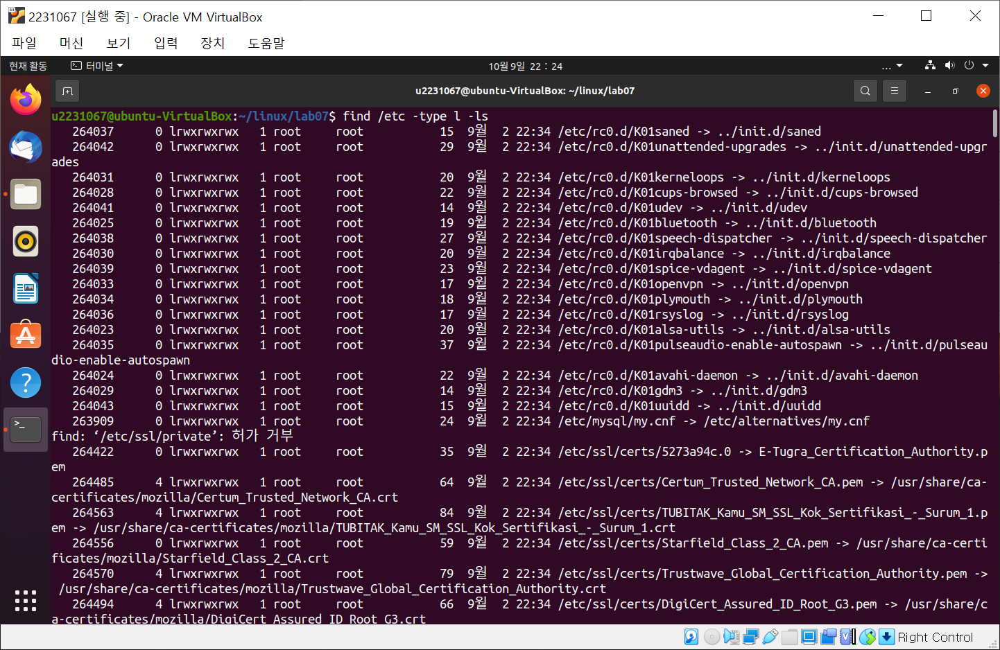 2231067 [실행 중] - Oracle VM VirtualBox
파일 머신 보기 입력 장치 도움말
현재 활동 터미널 10월 9일 22 : 24 ...
u2231067@ubuntu-VirtualBox: ~/linux/lab07
u2231067@ubuntu-VirtualBox:~/linux/lab07$ find /etc -type l -ls
264037 0 lrwxrwxrwx 1 root root 15 9월 2 22:34 /etc/rc0.d/K01saned -> ../init.d/saned
264042 0 lrwxrwxrwx 1 root root 29 9월 2 22:34 /etc/rc0.d/K01unattended-upgrades -> ../init.d/unattended-upgr
ades
264031 0 lrwxrwxrwx 1 root root 20 9월 2 22:34 /etc/rc0.d/K01kerneloops -> ../init.d/kerneloops
264028 0 lrwxrwxrwx 1 root root 22 9월 2 22:34 /etc/rc0.d/K01cups-browsed -> ../init.d/cups-browsed
264041 0 lrwxrwxrwx 1 root root 14 9월 2 22:34 /etc/rc0.d/K01udev -> ../init.d/udev
264025 0 lrwxrwxrwx 1 root root 19 9월 2 22:34 /etc/rc0.d/K01bluetooth -> ../init.d/bluetooth
264038 0 lrwxrwxrwx 1 root root 27 9월 2 22:34 /etc/rc0.d/K01speech-dispatcher -> ../init.d/speech-dispatcher
264030 0 lrwxrwxrwx 1 root root 20 9월 2 22:34 /etc/rc0.d/K01irqbalance -> ../init.d/irqbalance
264039 0 lrwxrwxrwx 1 root root 23 9월 2 22:34 /etc/rc0.d/K01spice-vdagent -> ../init.d/spice-vdagent
264033 0 lrwxrwxrwx 1 root root 17 9월 2 22:34 /etc/rc0.d/K01openvpn -> ../init.d/openvpn
264034 0 lrwxrwxrwx 1 root root 18 9월 2 22:34 /etc/rc0.d/K01plymouth -> ../init.d/plymouth
264036 0 lrwxrwxrwx 1 root root 17 9월 2 22:34 /etc/rc0.d/K01rsyslog -> ../init.d/rsyslog
264023 0 lrwxrwxrwx 1 root root 20 9월 2 22:34 /etc/rc0.d/K01alsa-utils -> ../init.d/alsa-utils
264035 0 lrwxrwxrwx 1 root root 37 9월 2 22:34 /etc/rc0.d/K01pulseaudio-enable-autospawn -> ../init.d/pulseau
dio-enable-autospawn
264024 0 lrwxrwxrwx 1 root root 22 9월 2 22:34 /etc/rc0.d/K01avahi-daemon -> ../init.d/avahi-daemon
264029 0 lrwxrwxrwx 1 root root 14 9월 2 22:34 /etc/rc0.d/K01gdm3 -> ../init.d/gdm3
264043 0 lrwxrwxrwx 1 root root 15 9월 2 22:34 /etc/rc0.d/K01uuidd -> ../init.d/uuidd
263909 0 lrwxrwxrwx 1 root root 24 9월 2 22:34 /etc/mysql/my.cnf -> /etc/alternatives/my.cnf
find: ‘/etc/ssl/private’: 허가 거부
264422 0 lrwxrwxrwx 1 root root 35 9월 2 22:34 /etc/ssl/certs/5273a94c.0 -> E-Tugra_Certification_Authority.p
em
264485 4 lrwxrwxrwx 1 root root 64 9월 2 22:34 /etc/ssl/certs/Certum_Trusted_Network_CA.pem -> /usr/share/ca-
certificates/mozilla/Certum_Trusted_Network_CA.crt
264563 4 lrwxrwxrwx 1 root root 84 9월 2 22:34 /etc/ssl/certs/TUBITAK_Kamu_SM_SSL_Kok_Sertifikasi_-_Surum_1.p
em -> /usr/share/ca-certificates/mozilla/TUBITAK_Kamu_SM_SSL_Kok_Sertifikasi_-_Surum_1.crt
264556 0 lrwxrwxrwx 1 root root 59 9월 2 22:34 /etc/ssl/certs/Starfield_Class_2_CA.pem -> /usr/share/ca-certi
ficates/mozilla/Starfield_Class_2_CA.crt
264570 4 lrwxrwxrwx 1 root root 79 9월 2 22:34 /etc/ssl/certs/Trustwave_Global_Certification_Authority.pem ->
/usr/share/ca-certificates/mozilla/Trustwave_Global_Certification_Authority.crt
264494 4 lrwxrwxrwx 1 root root 66 9월 2 22:34 /etc/ssl/certs/DigiCert_Assured_ID_Root_G3.pem -> /usr/share/c
a-certificates/mozilla/DigiCert_Assured_ID_Root_G3.crt
Right Control